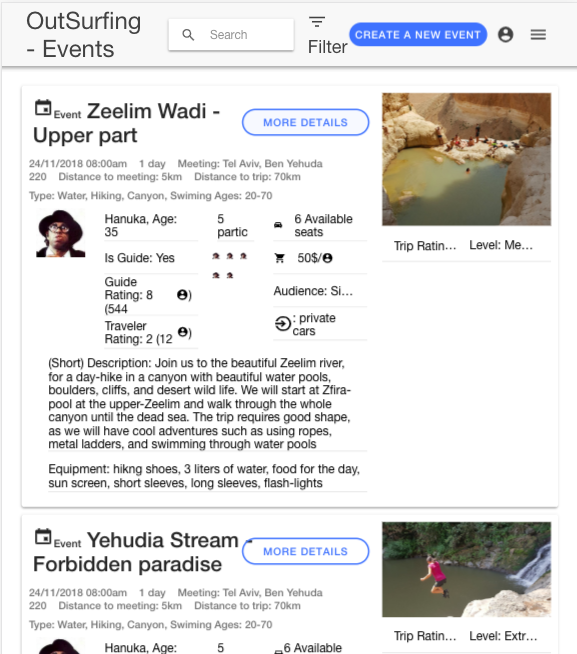 OutSurfing
- Events
Search
Filter
CREATE A NEW EVENT
Event Zeelim Wadi -
Upper part
MORE DETAILS
24/11/2018 08:00am 1 day Meeting: Tel Aviv, Ben Yehuda
220 Distance to meeting: 5km Distance to trip: 70km
Type: Water, Hiking, Canyon, Swiming Ages: 20-70
Hanuka, Age:
35
Is Guide: Yes
Guide
Rating: 8
(544 )
Traveler
Rating: 2 (12 )
5
partic
6 Available
seats
50$/
Audience: Si...
: private
cars
Trip Ratin...
Level: Me...
(Short) Description: Join us to the beautiful Zeelim river,
for a day-hike in a canyon with beautiful water pools,
boulders, cliffs, and desert wild life. We will start at Zfira-
pool at the upper-Zeelim and walk through the whole
canyon until the dead sea. The trip requires good shape,
as we will have cool adventures such as using ropes,
metal ladders, and swimming through water pools
Equipment: hikng shoes, 3 liters of water, food for the day,
sun screen, short sleeves, long sleeves, flash-lights
Event Yehudia Stream -
Forbidden paradise
MORE DETAILS
24/11/2018 08:00am 1 day Meeting: Tel Aviv, Ben Yehuda
220 Distance to meeting: 5km Distance to trip: 70km
Type: Water, Hiking, Canyon, Swiming Ages: 20-70
Hanuka, Age:
5
6 Available
Trip Ratin...
Level: Extr...